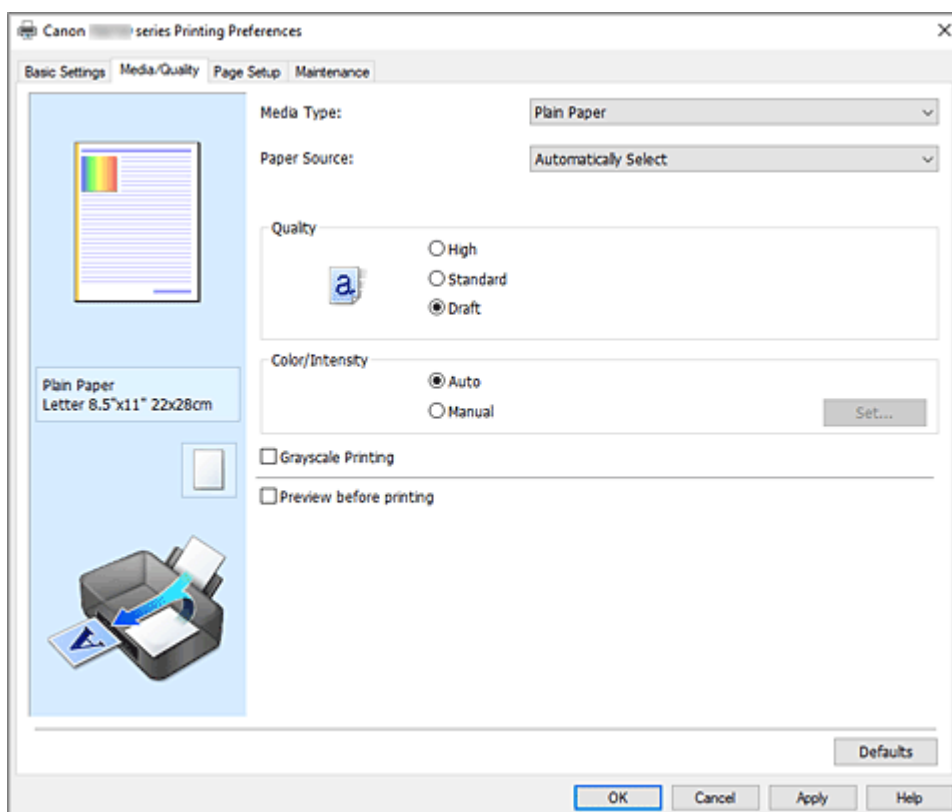 Canon series Printing Preferences
Basic Settings Media/Quality Page Setup Maintenance
Media Type: Plain Paper
Paper Source: Automatically Select
Quality
High
a Standard
Draft
Color/Intensity
Plain Paper
Letter 8.5"x11" 22x28cm
Auto
Manual Set...
Grayscale Printing
Preview before printing
A
Defaults
OK Cancel Apply Help